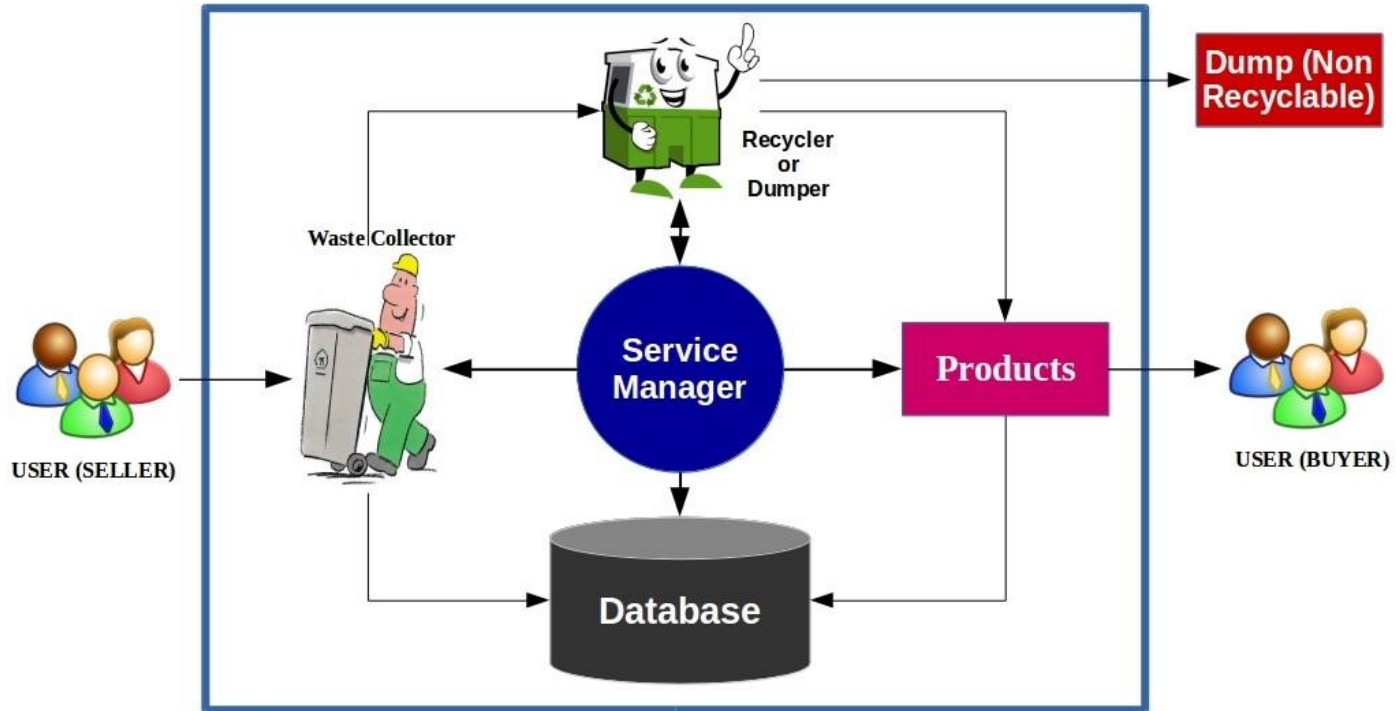 Dump (Non
Recyclable)
Recycler
or
Dumper
Waste Collector
Service
Manager
Products
USER (SELLER)
USER (BUYER)
Database